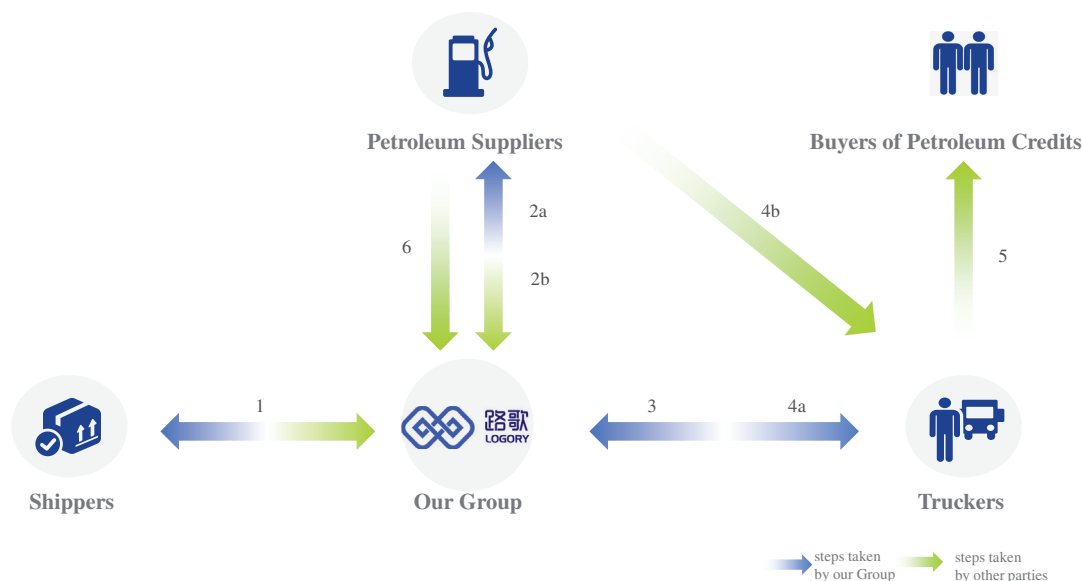 Petroleum Suppliers
Buyers of Petroleum Credits
2a
4b
6
5
2b
1
3
4a
路歌
LOGORY
Shippers
Our Group
Truckers
steps taken
by our Group
steps taken
by other parties